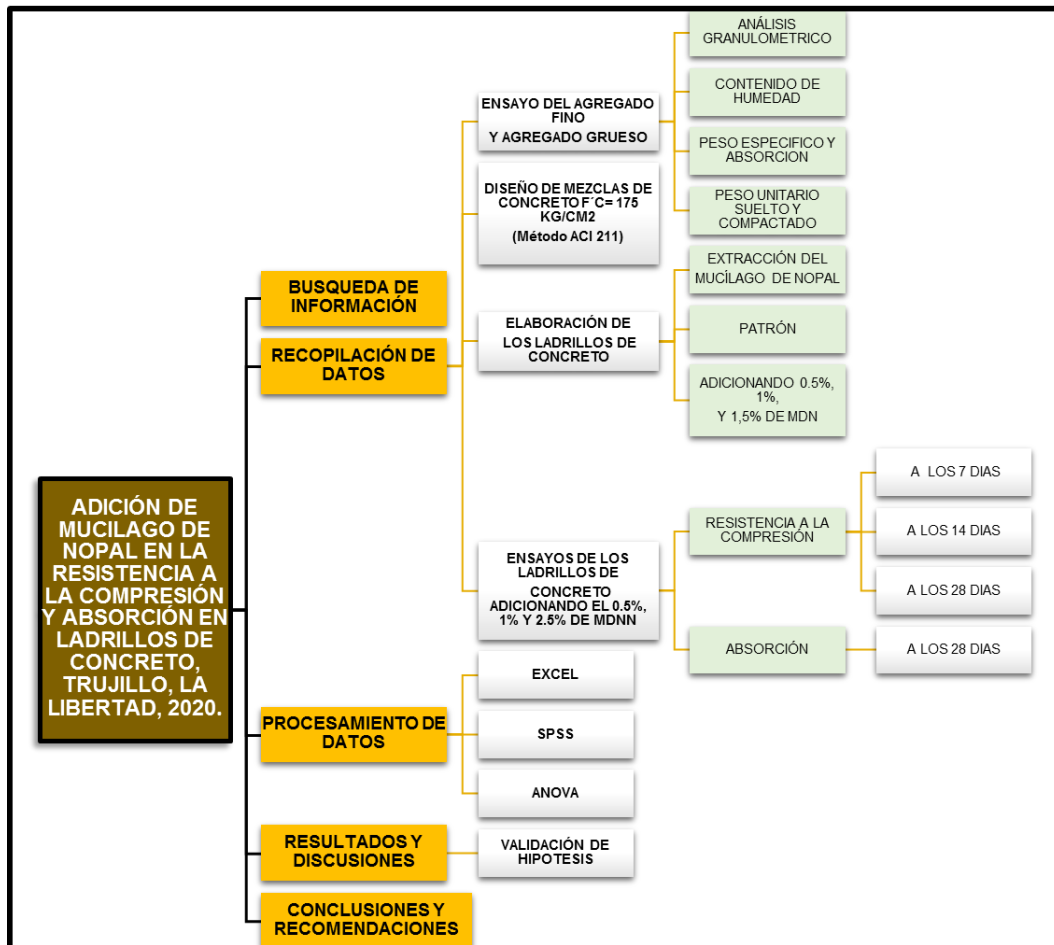 ADICIÓN DE
MUCILAGO DE
NOPAL EN LA
RESISTENCIA A
LA COMPRESIÓN
Y ABSORCIÓN EN
LADRILLOS DE
CONCRETO,
TRUJILLO, LA
LIBERTAD, 2020.
BUSQUEDA DE
INFORMACIÓN
RECOPILACIÓN DE
DATOS
ENSAYO DEL AGREGADO
FINO
Y AGREGADO GRUESO
ANÁLISIS
GRANULOMETRICO
CONTENIDO DE
HUMEDAD
PESO ESPECIFICO Y
ABSORCION
PESO UNITARIO
SUELTO Y
COMPACTADO
DISEÑO DE MEZCLAS DE
CONCRETO F´C= 175
KG/CM2
(Método ACI 211)
ELABORACIÓN DE
LOS LADRILLOS DE
CONCRETO
EXTRACCIÓN DEL
MUCÍLAGO DE NOPAL
PATRÓN
ADICIONANDO 0.5%,
1%,
Y 1,5% DE MDN
ENSAYOS DE LOS
LADRILLOS DE
CONCRETO
ADICIONANDO EL 0.5%,
1% Y 2.5% DE MDNN
RESISTENCIA A LA
COMPRESIÓN
A LOS 7 DIAS
A LOS 14 DIAS
A LOS 28 DIAS
ABSORCIÓN
A LOS 28 DIAS
PROCESAMIENTO DE
DATOS
EXCEL
SPSS
ANOVA
RESULTADOS Y
DISCUSIONES
VALIDACIÓN DE
HIPOTESIS
CONCLUSIONES Y
RECOMENDACIONES